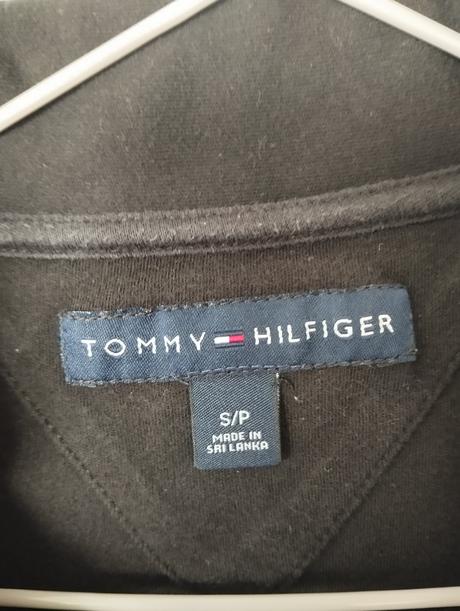 TOMMY HILFIGER
S/P
MADE IN
SRI LANKA